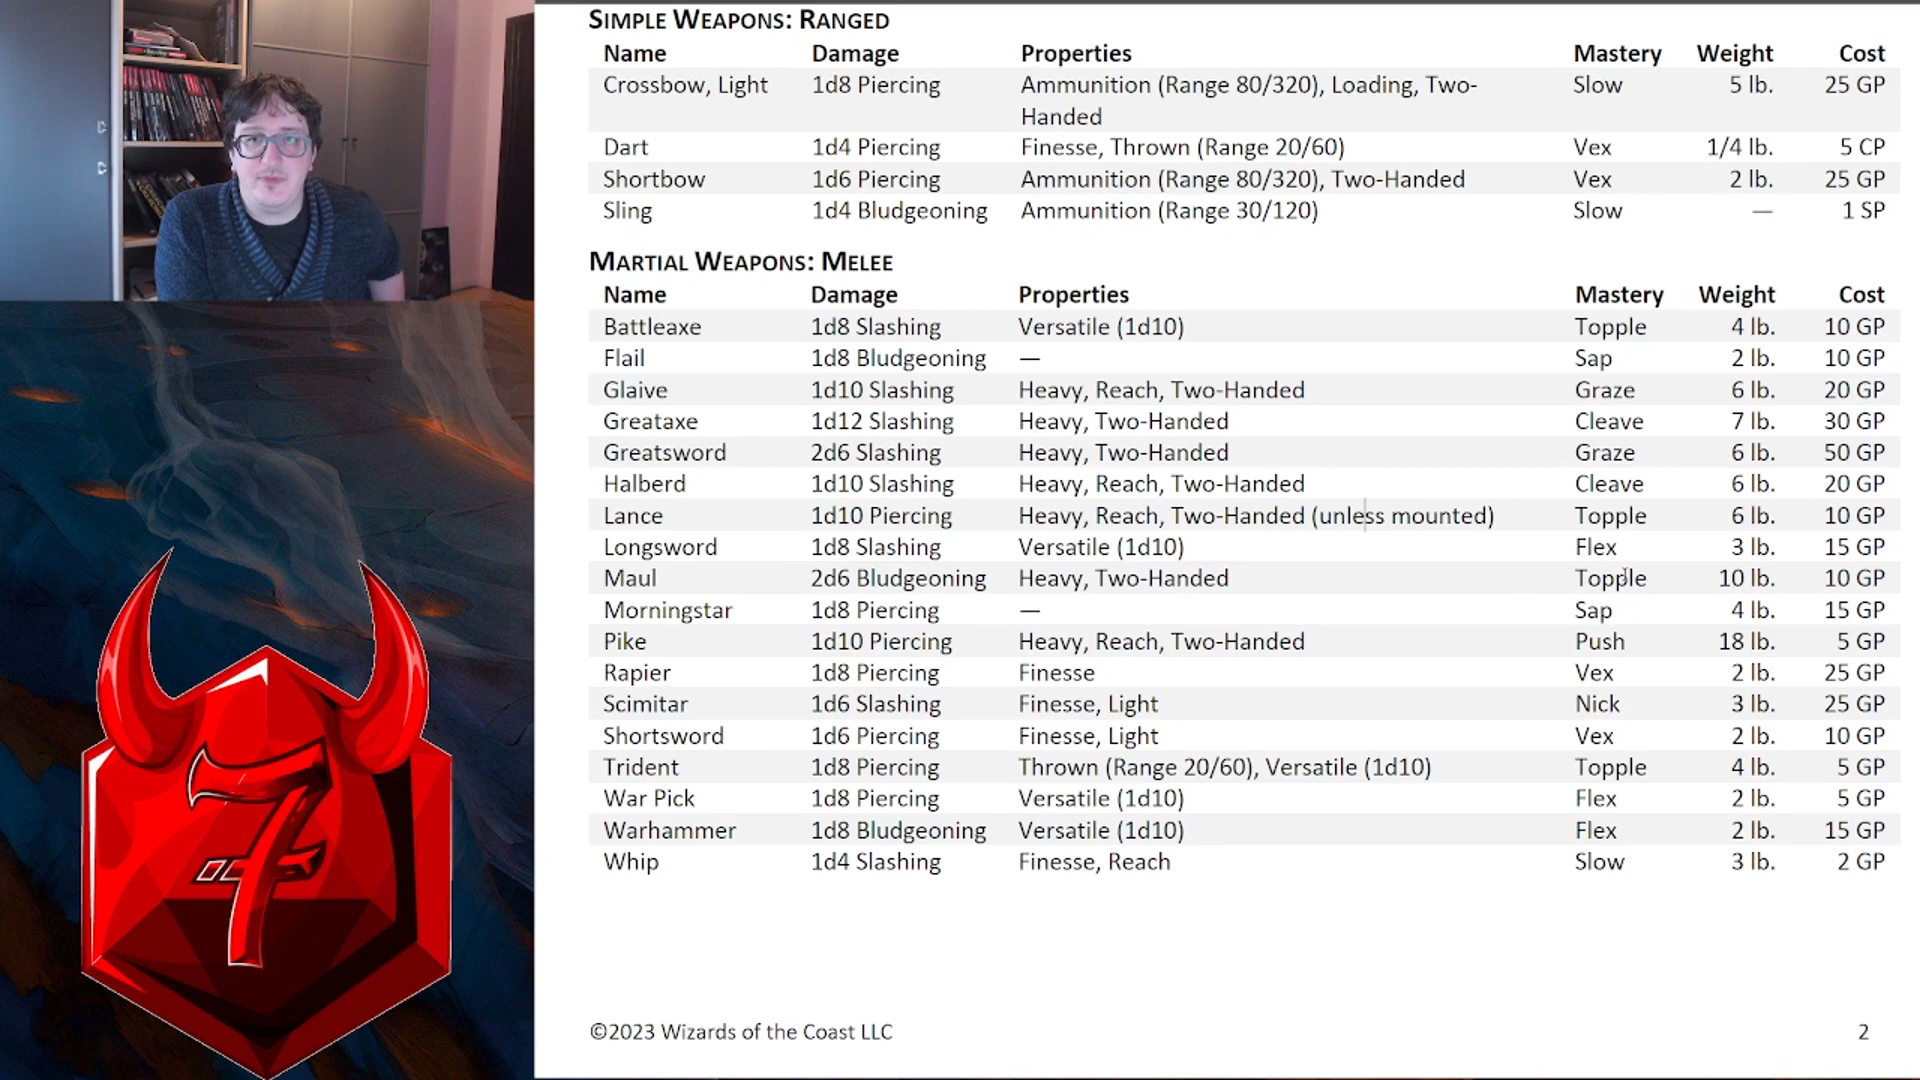 SIMPLE WEAPONS: RANGED
Name Damage Properties Mastery Weight Cost
Crossbow, Light 1d8 Piercing Ammunition (Range 80/320), Loading, Two-
Handed Slow 5 lb. 25 GP
Dart 1d4 Piercing Finesse, Thrown (Range 20/60) Vex 1/4 lb. 5 CP
Shortbow 1d6 Piercing Ammunition (Range 80/320), Two-Handed Vex 2 lb. 25 GP
Sling 1d4 Bludgeoning Ammunition (Range 30/120) Slow — 1 SP
MARTIAL WEAPONS: MELEE
Name Damage Properties Mastery Weight Cost
Battleaxe 1d8 Slashing Versatile (1d10) Topple 4 lb. 10 GP
Flail 1d8 Bludgeoning — Sap 2 lb. 10 GP
Glaive 1d10 Slashing Heavy, Reach, Two-Handed Graze 6 lb. 20 GP
Greataxe 1d12 Slashing Heavy, Two-Handed Cleave 7 lb. 30 GP
Greatsword 2d6 Slashing Heavy, Two-Handed Graze 6 lb. 50 GP
Halberd 1d10 Slashing Heavy, Reach, Two-Handed Cleave 6 lb. 20 GP
Lance 1d10 Piercing Heavy, Reach, Two-Handed (unless mounted) Topple 6 lb. 10 GP
Longsword 1d8 Slashing Versatile (1d10) Flex 3 lb. 15 GP
Maul 2d6 Bludgeoning Heavy, Two-Handed Topple 10 lb. 10 GP
Morningstar 1d8 Piercing — Sap 4 lb. 15 GP
Pike 1d10 Piercing Heavy, Reach, Two-Handed Push 18 lb. 5 GP
Rapier 1d8 Piercing Finesse Vex 2 lb. 25 GP
Scimitar 1d6 Slashing Finesse, Light Nick 3 lb. 25 GP
Shortsword 1d6 Piercing Finesse, Light Vex 2 lb. 10 GP
Trident 1d8 Piercing Thrown (Range 20/60), Versatile (1d10) Topple 4 lb. 5 GP
War Pick 1d8 Piercing Versatile (1d10) Flex 2 lb. 5 GP
Warhammer 1d8 Bludgeoning Versatile (1d10) Flex 2 lb. 15 GP
Whip 1d4 Slashing Finesse, Reach Slow 3 lb. 2 GP
©2023 Wizards of the Coast LLC 2
7